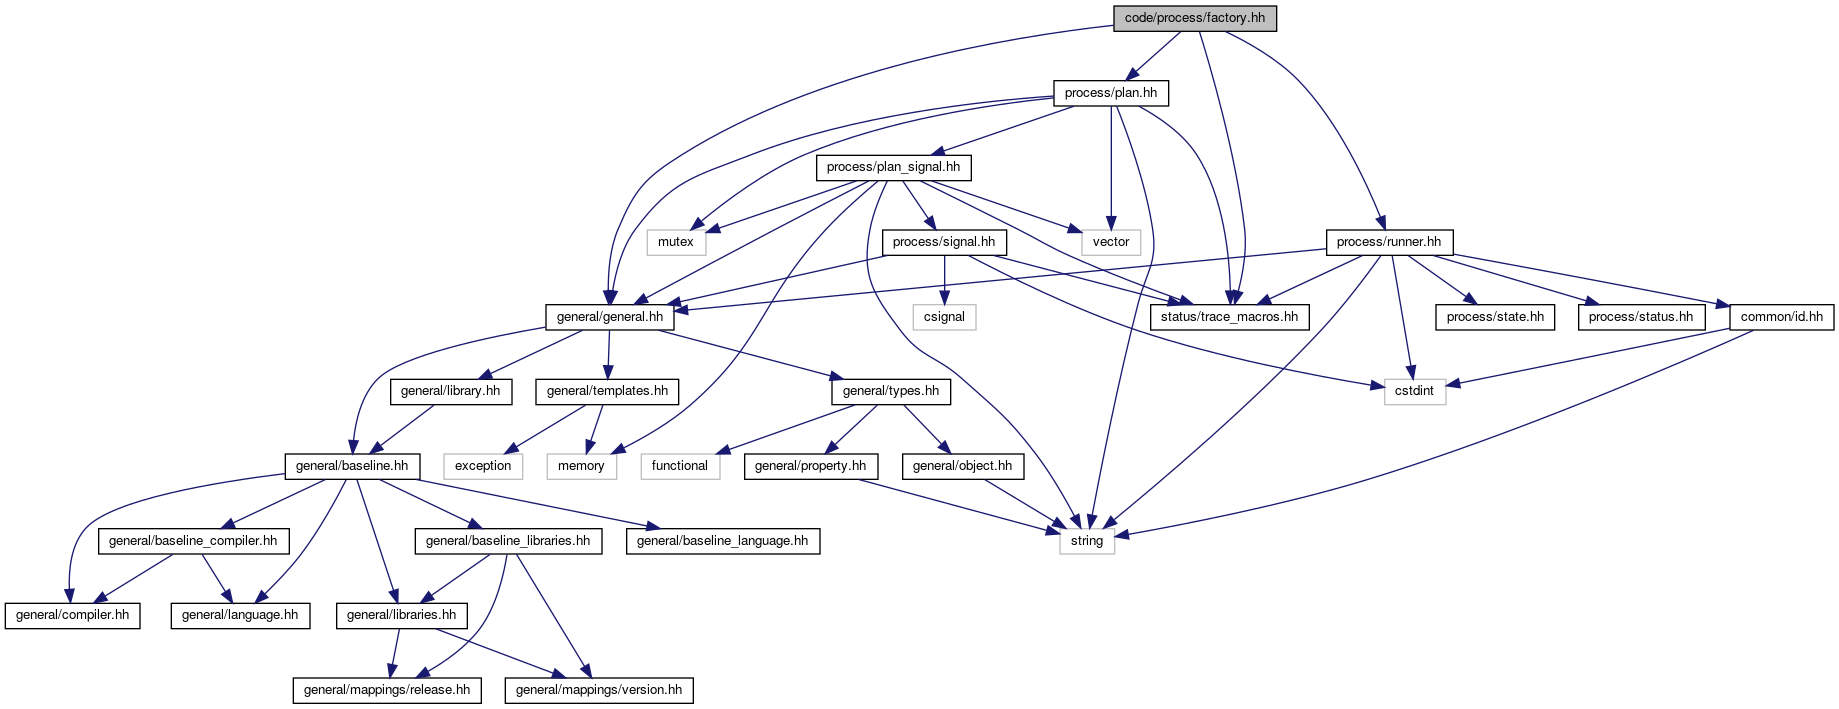 code/process/factory.hh
process/plan.hh
process/plan_signal.hh
mutex
process/signal.hh
vector
process/runner.hh
general/general.hh
csignal
status/trace_macros.hh
process/state.hh
process/status.hh
common/id.hh
general/library.hh
general/templates.hh
general/types.hh
cstdint
general/baseline.hh
exception
memory
functional
general/property.hh
general/object.hh
general/baseline_compiler.hh
general/baseline_libraries.hh
general/baseline_language.hh
string
general/compiler.hh
general/language.hh
general/libraries.hh
general/mappings/release.hh
general/mappings/version.hh